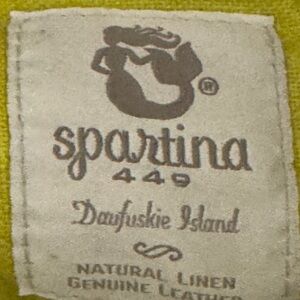 ®
spartina
449
Daufuskie Island
NATURAL LINEN
GENUINE LEATHER